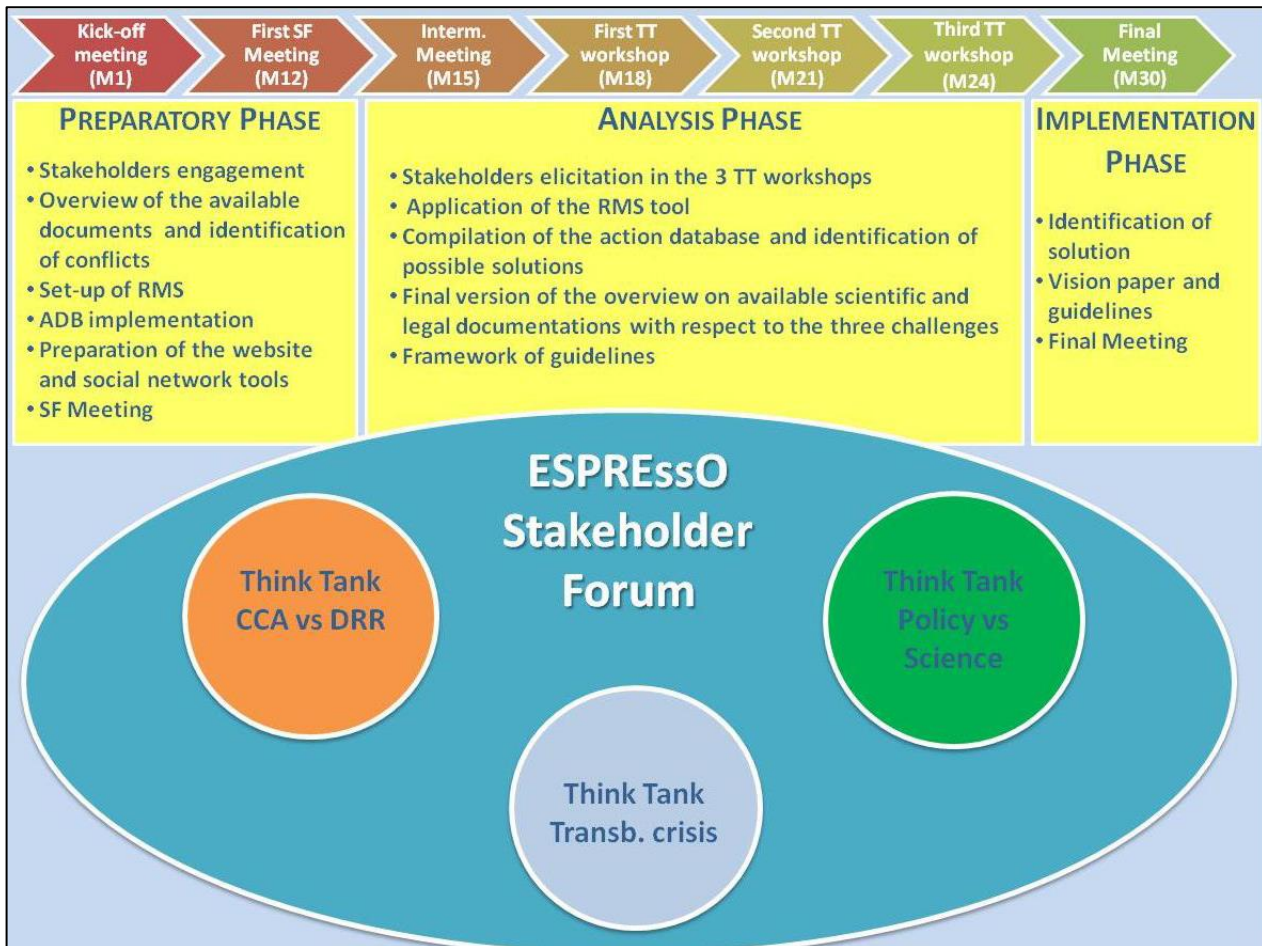 Kick-off
meeting
(M1)
First SF
Meeting
(M12)
Interm.
Meeting
(M15)
First TT
workshop
(M18)
Second TT
workshop
(M21)
Third TT
workshop
(M24)
Final
Meeting
(M30)
PREPARATORY PHASE
• Stakeholders engagement
• Overview of the available
documents and identification
of conflicts
• Set-up of RMS
• ADB implementation
• Preparation of the website
and social network tools
• SF Meeting
ANALYSIS PHASE
• Stakeholders elicitation in the 3 TT workshops
• Application of the RMS tool
• Compilation of the action database and identification of
possible solutions
• Final version of the overview on available scientific and
legal documentations with respect to the three challenges
• Framework of guidelines
IMPLEMENTATION
PHASE
• Identification of
solution
• Vision paper and
guidelines
• Final Meeting
ESPREssO
Stakeholder
Forum
Think Tank
CCA vs DRR
Think Tank
Policy vs
Science
Think Tank
Transb. crisis